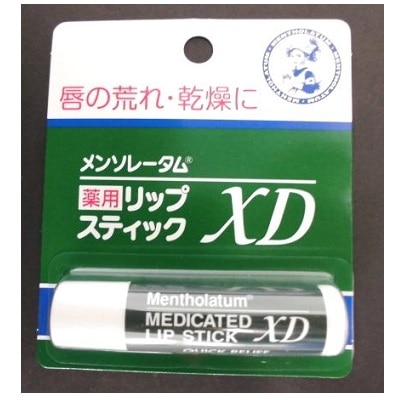 唇の荒れ・乾燥に
メンソレータム®
薬用リップ
スティック XD
Mentholatum®
MEDICATED
LIP STICK XD
QUICK RELIEF